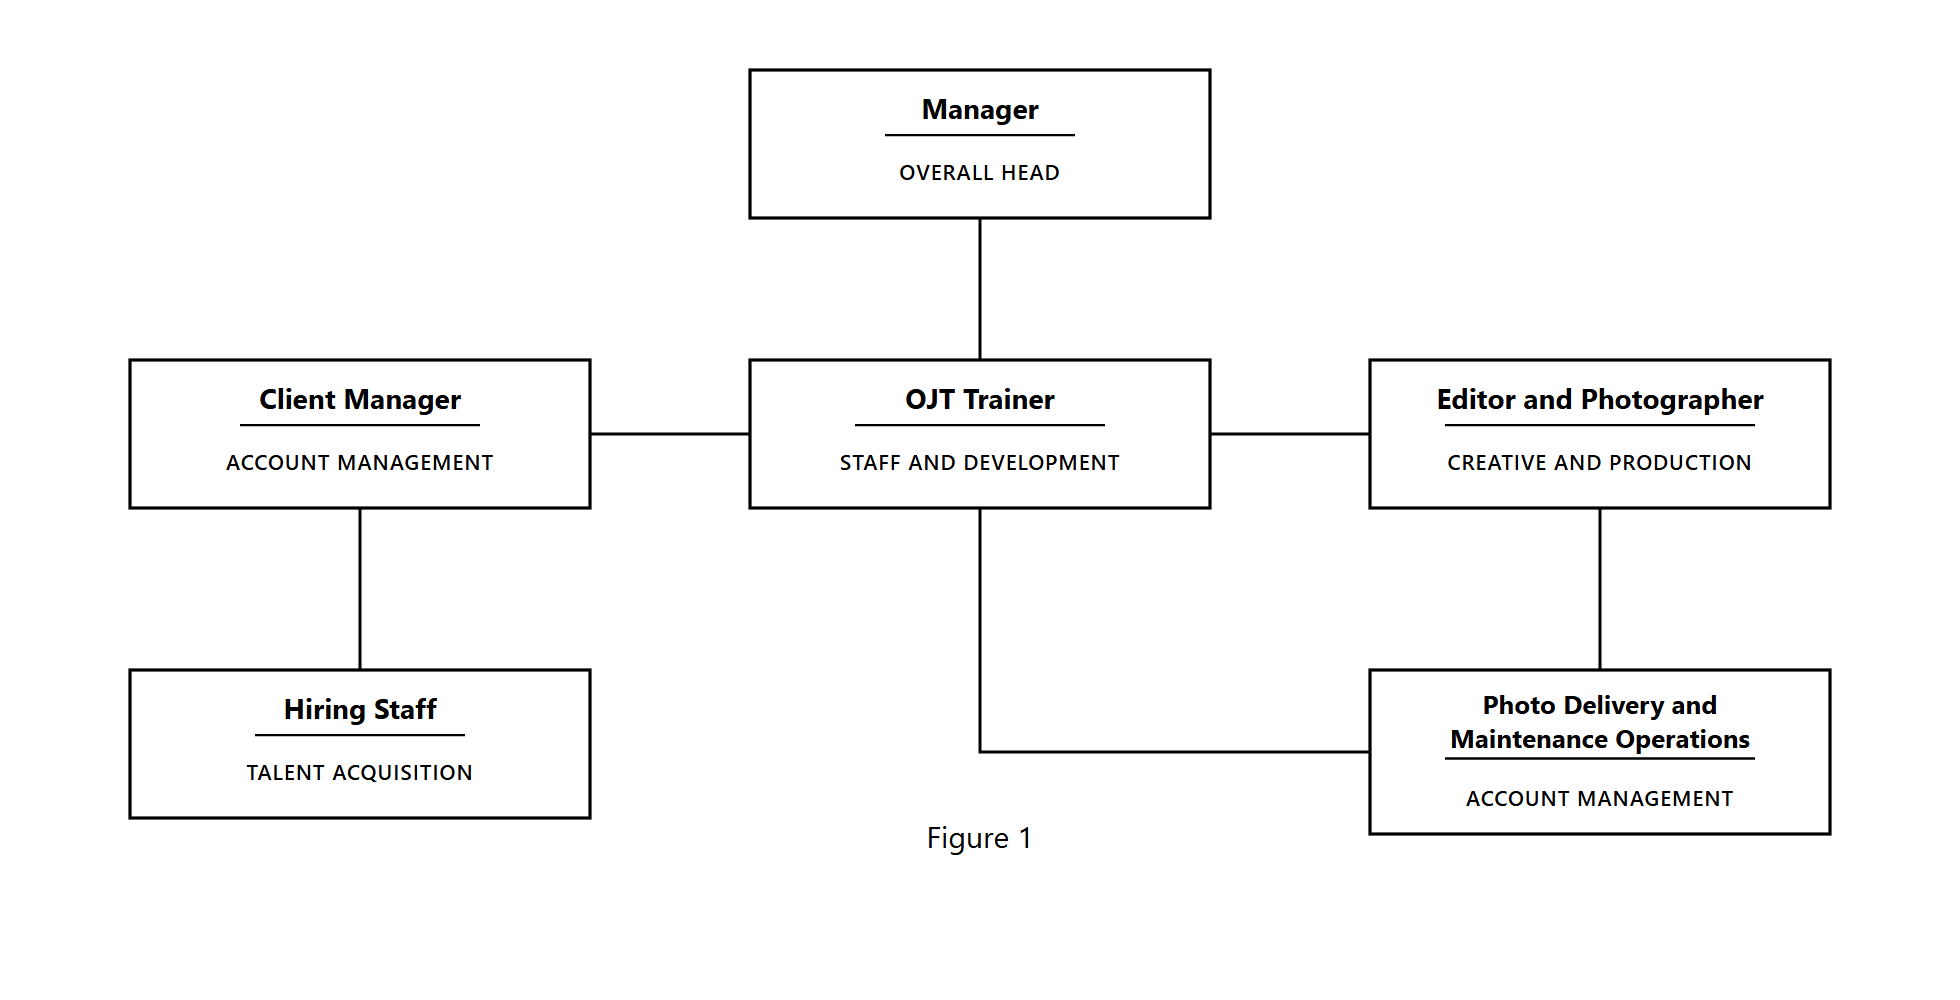 Manager
OVERALL HEAD
Client Manager
ACCOUNT MANAGEMENT
OJT Trainer
STAFF AND DEVELOPMENT
Editor and Photographer
CREATIVE AND PRODUCTION
Hiring Staff
TALENT ACQUISITION
Photo Delivery and
Maintenance Operations
ACCOUNT MANAGEMENT
Figure 1